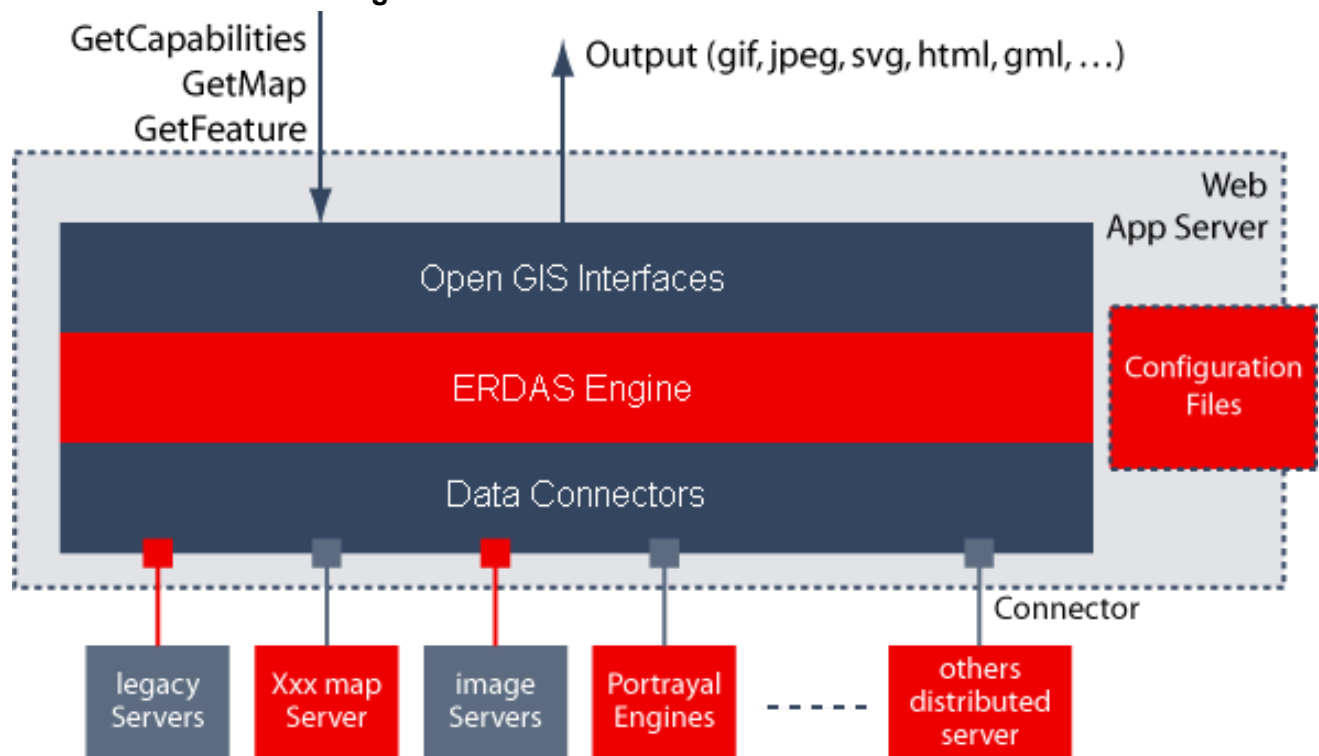 GetCapabilities
GetMap
GetFeature
Output (gif, jpeg, svg, html, gml, …)
Web
App Server
Open GIS Interfaces
ERDAS Engine
Configuration
Files
Data Connectors
Connector
legacy
Servers
Xxx map
Server
image
Servers
Portrayal
Engines
others
distributed
server